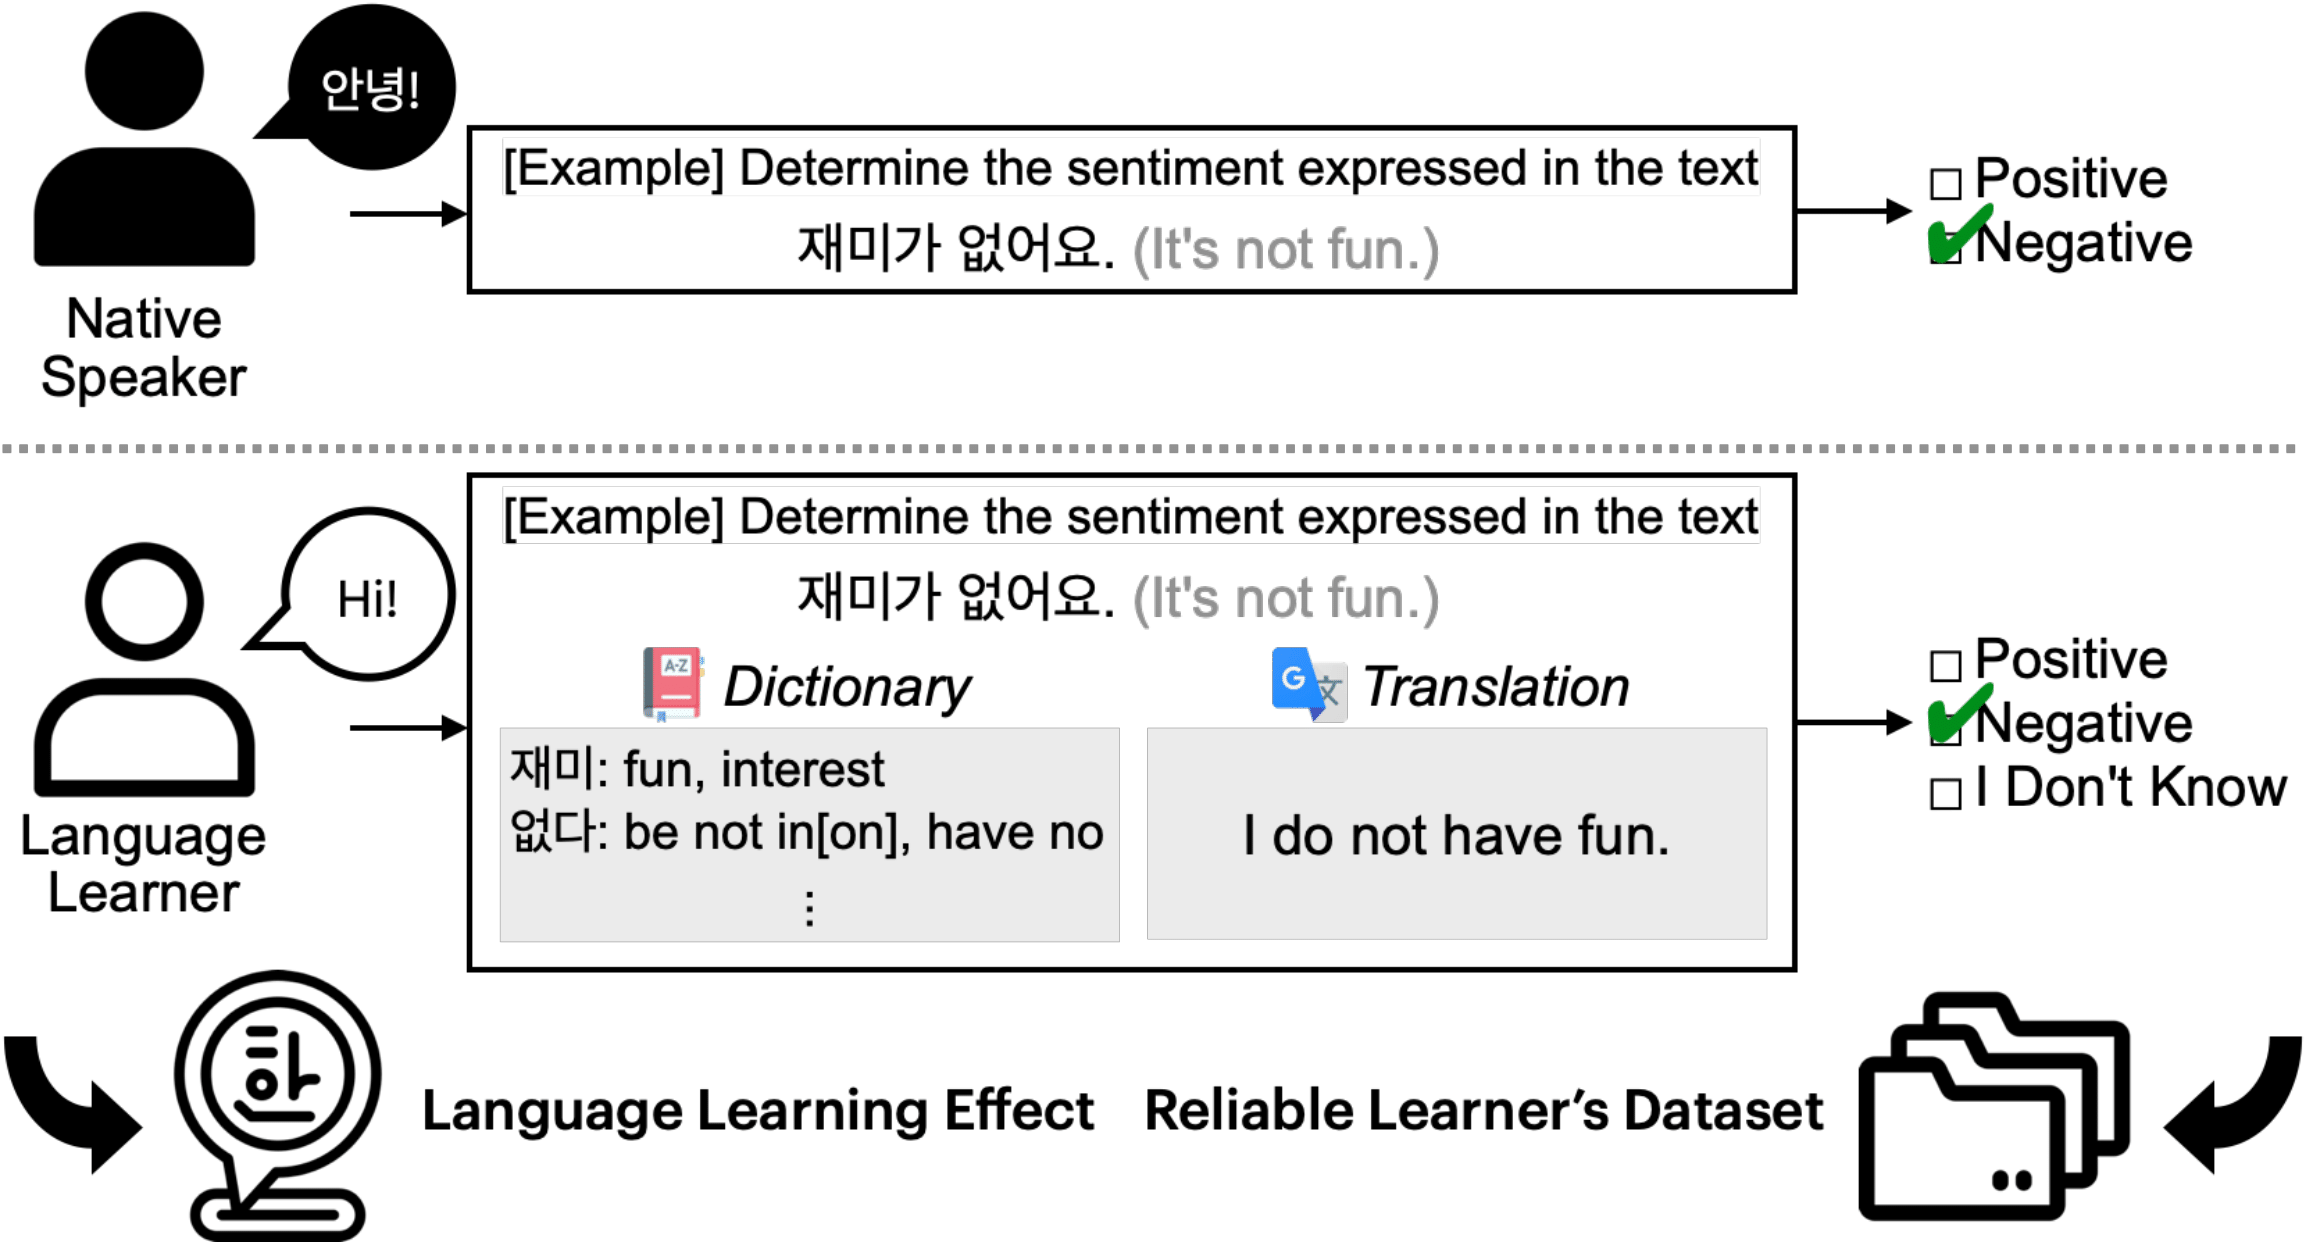 안녕!
[Example] Determine the sentiment expressed in the text
재미가 없어요. (It's not fun.)
Positive
Negative
Native
Speaker
Hi!
[Example] Determine the sentiment expressed in the text
재미가 없어요. (It's not fun.)
A-Z
Dictionary
G
文
Translation
재미: fun, interest
없다: be not in[on], have no
⋮
I do not have fun.
Positive
Negative
I Don't Know
Language
Learner
하
Language Learning Effect
Reliable Learner's Dataset